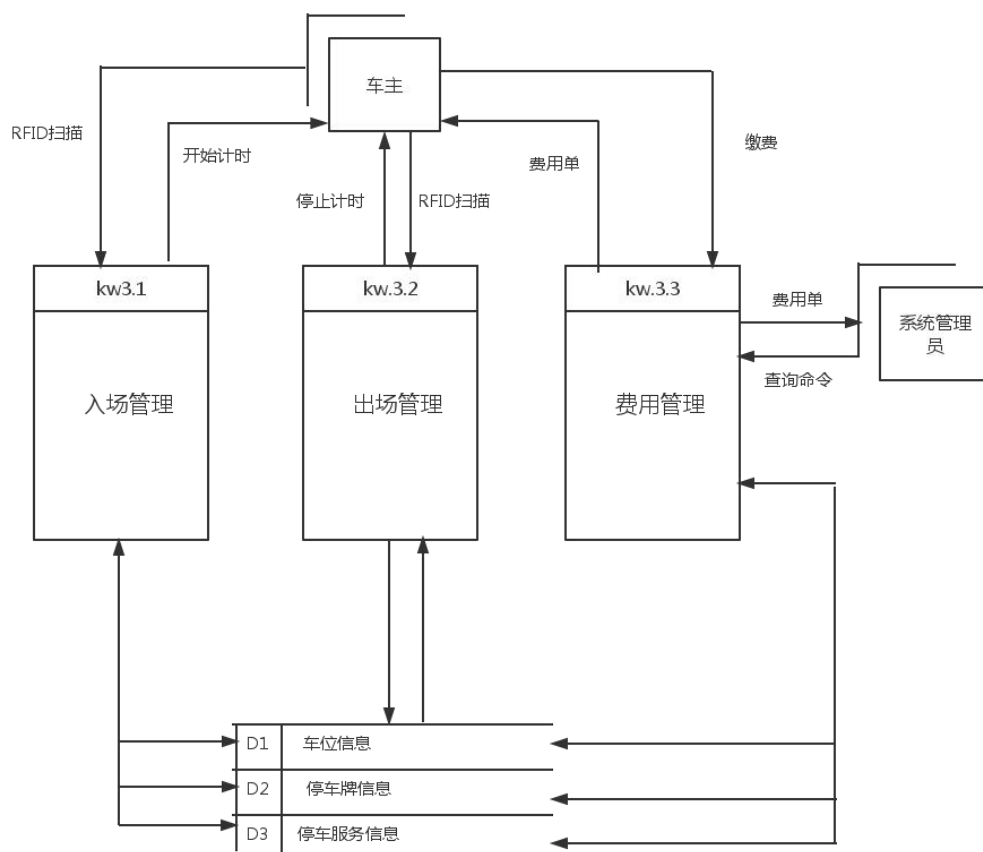 车主
RFID扫描
开始计时
停止计时
RFID扫描
费用单
缴费
kw3.1
kw.3.2
kw.3.3
费用单
系统管理
员
查询命令
入场管理
出场管理
费用管理
D1 车位信息
D2 停车牌信息
D3 停车服务信息